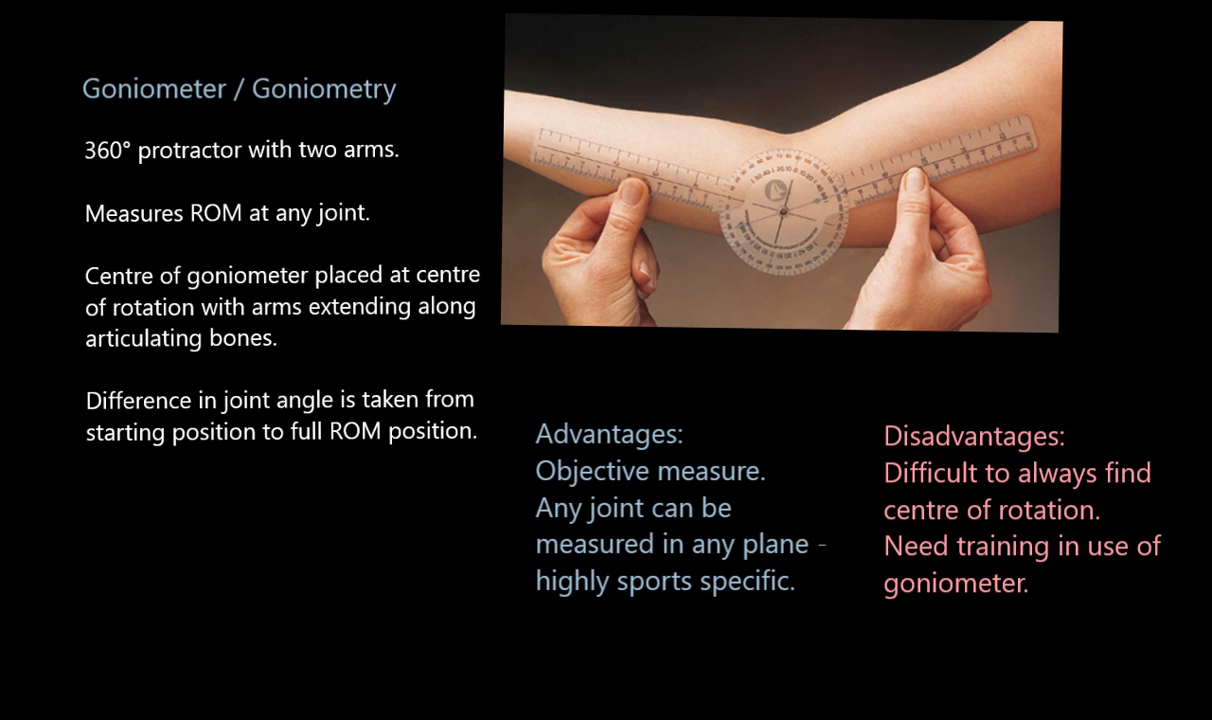 Goniometer / Goniometry
360° protractor with two arms.
Measures ROM at any joint.
Centre of goniometer placed at centre
of rotation with arms extending along
articulating bones.
Difference in joint angle is taken from
starting position to full ROM position.
Advantages:
Objective measure.
Any joint can be
measured in any plane -
highly sports specific.
Disadvantages:
Difficult to always find
centre of rotation.
Need training in use of
goniometer.